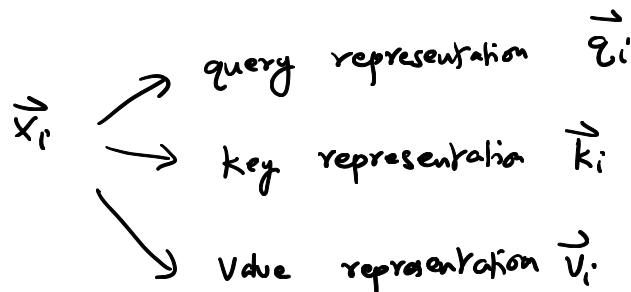 query representation q⃗ᵢ
x⃗ᵢ
key representation k⃗ᵢ
Value representation v⃗ᵢ